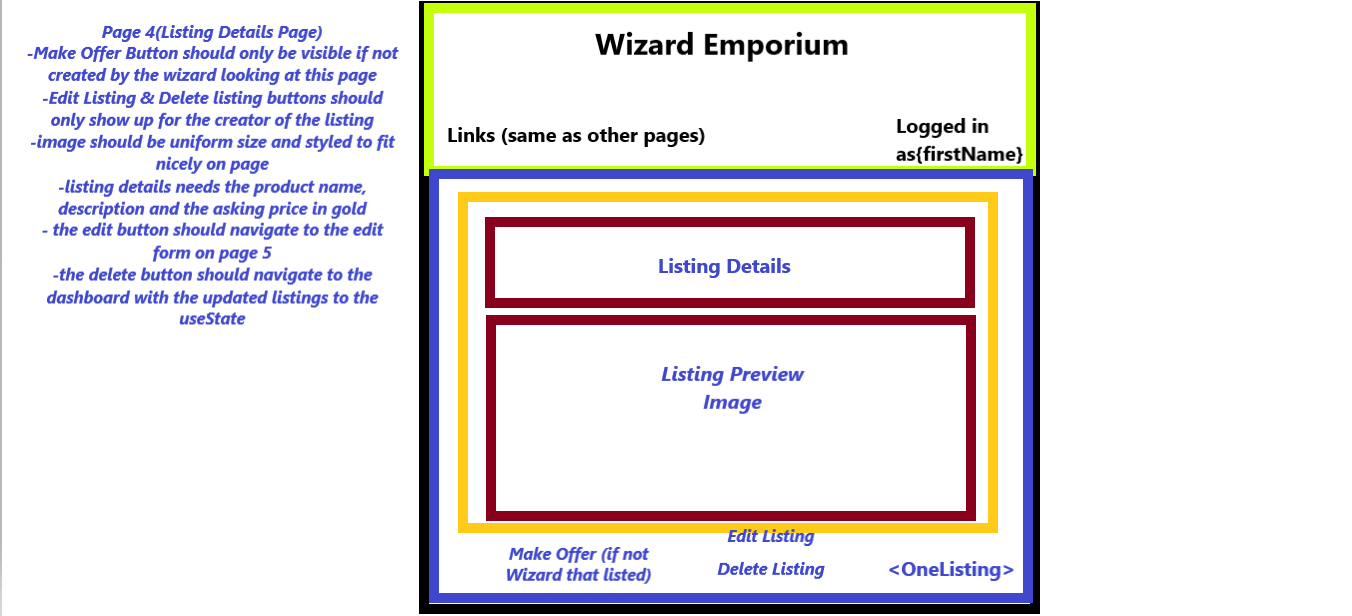 Page 4(Listing Details Page)
-Make Offer Button should only be visible if not
created by the wizard looking at this page
-Edit Listing & Delete listing buttons should
only show up for the creator of the listing
-image should be uniform size and styled to fit
nicely on page
-listing details needs the product name,
description and the asking price in gold
- the edit button should navigate to the edit
form on page 5
-the delete button should navigate to the
dashboard with the updated listings to the
useState
Wizard Emporium
Links (same as other pages)
Logged in
as{firstName}
Listing Details
Listing Preview
Image
Make Offer (if not
Wizard that listed)
Edit Listing
Delete Listing
<OneListing>